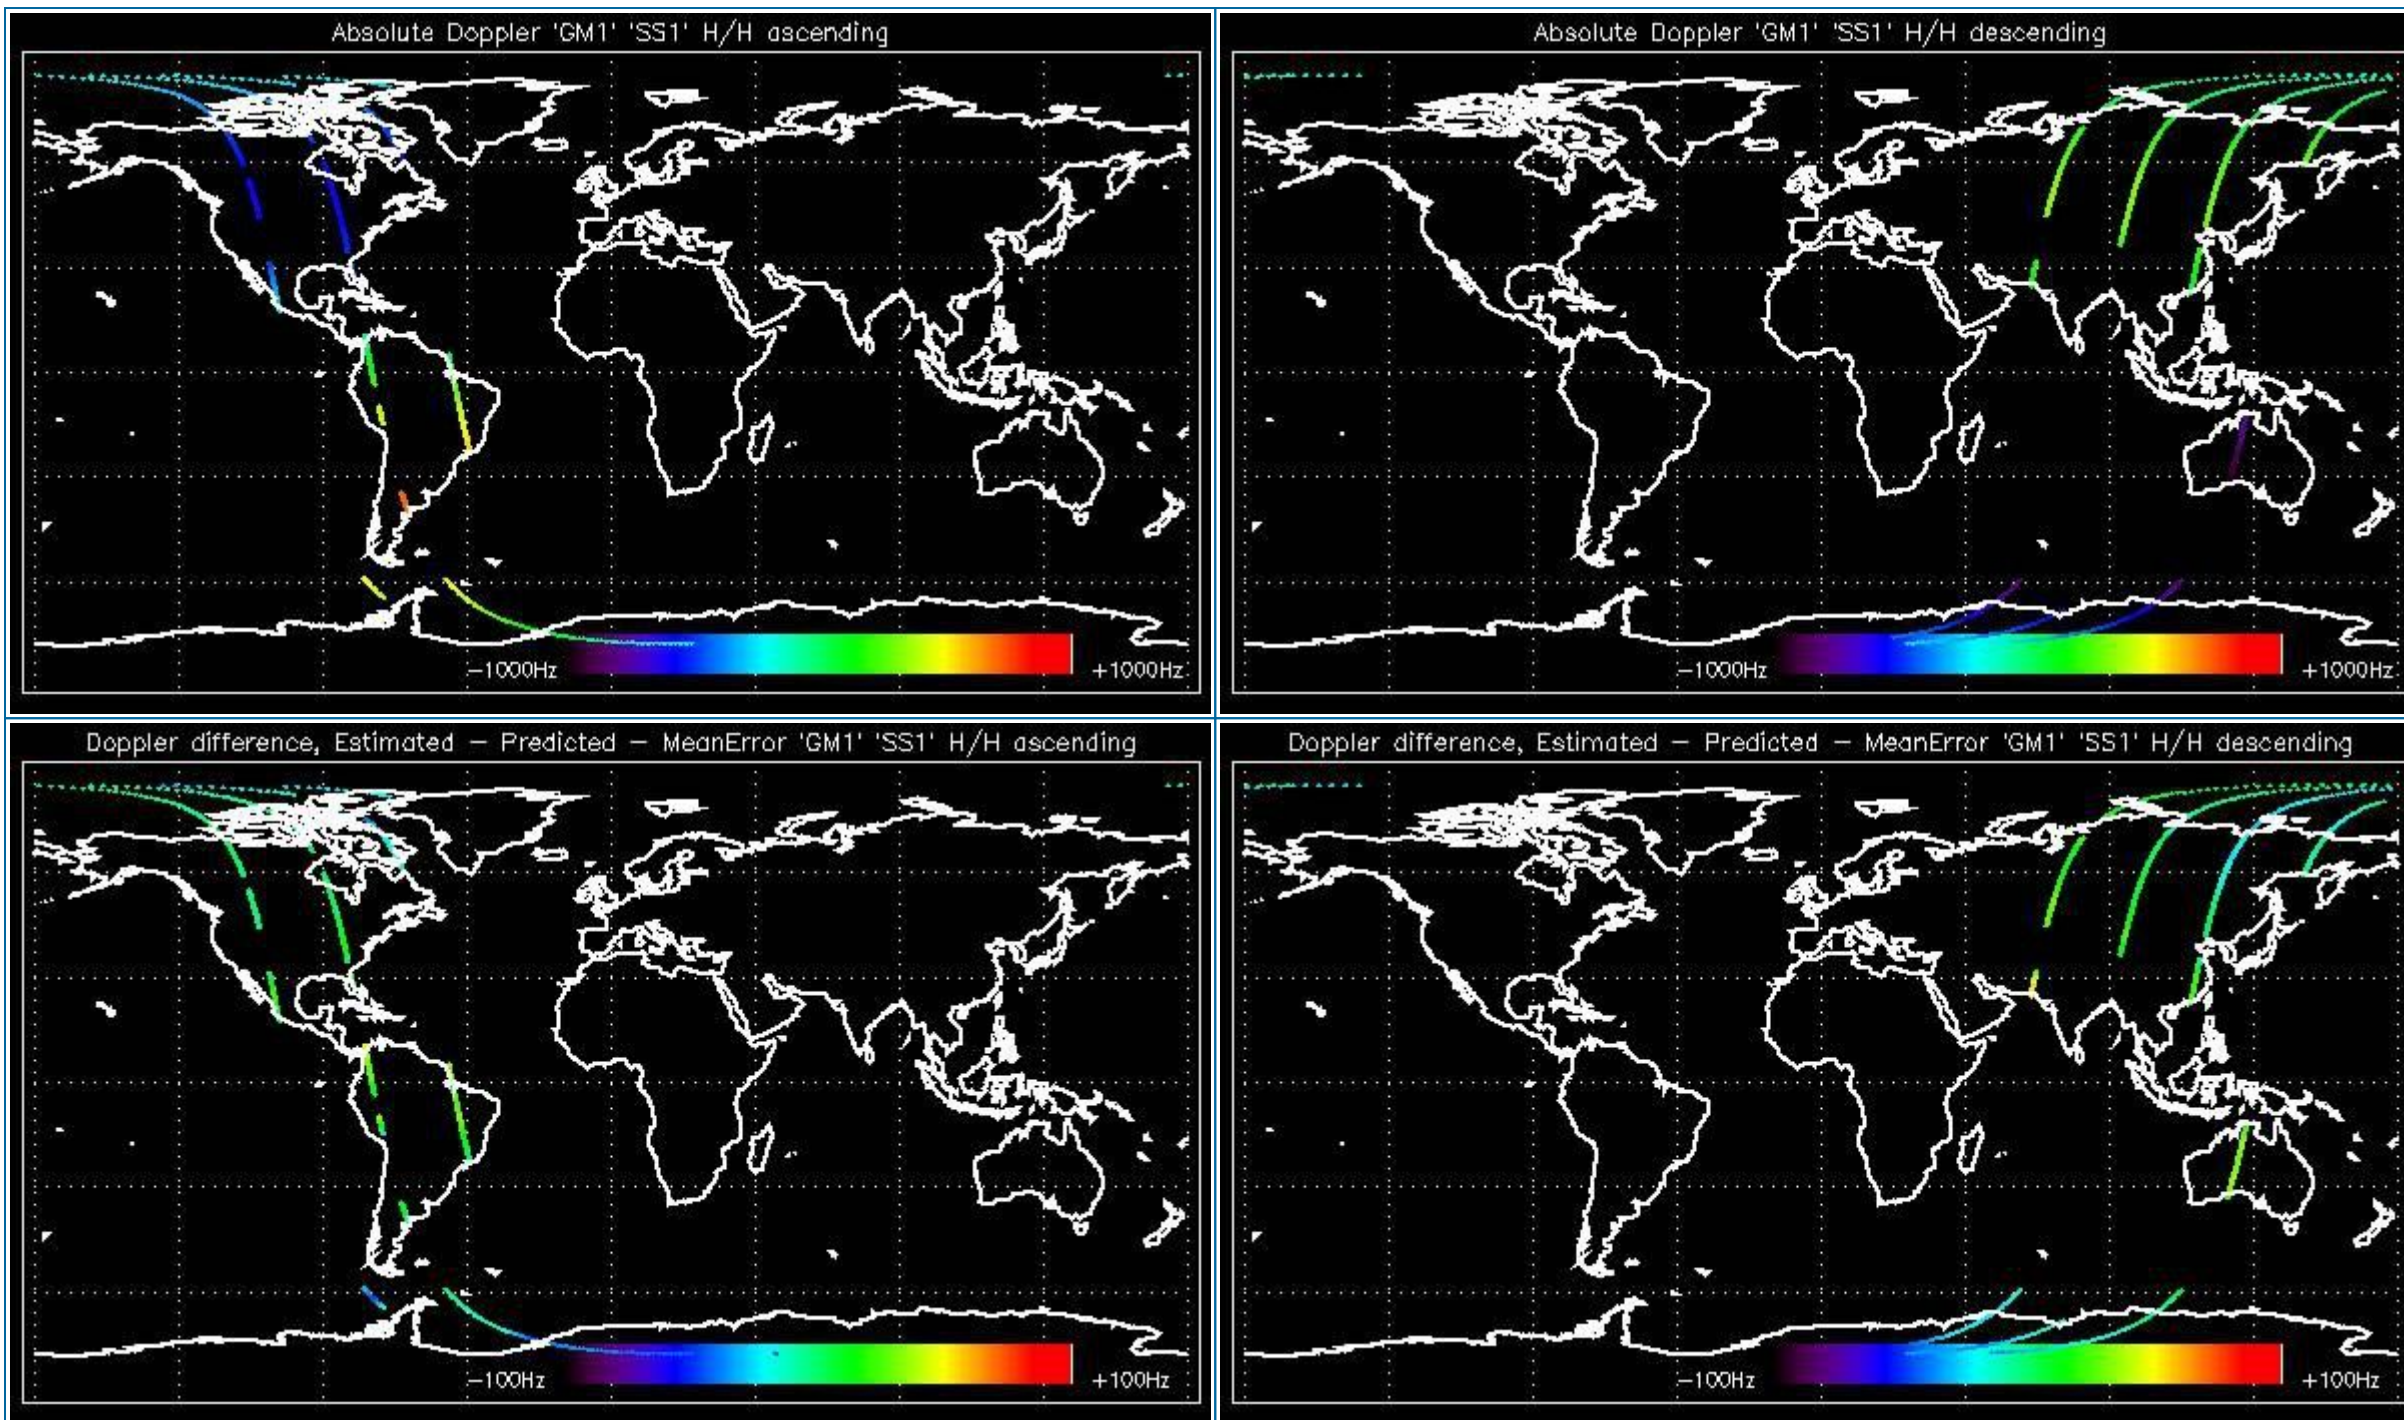 Absolute Doppler 'GM1' 'SS1' H/H ascending
−1000Hz
+1000Hz
Absolute Doppler 'GM1' 'SS1' H/H descending
−1000Hz
+1000Hz
Doppler difference, Estimated − Predicted − MeanError 'GM1' 'SS1' H/H ascending
−100Hz
+100Hz
Doppler difference, Estimated − Predicted − MeanError 'GM1' 'SS1' H/H descending
−100Hz
+100Hz